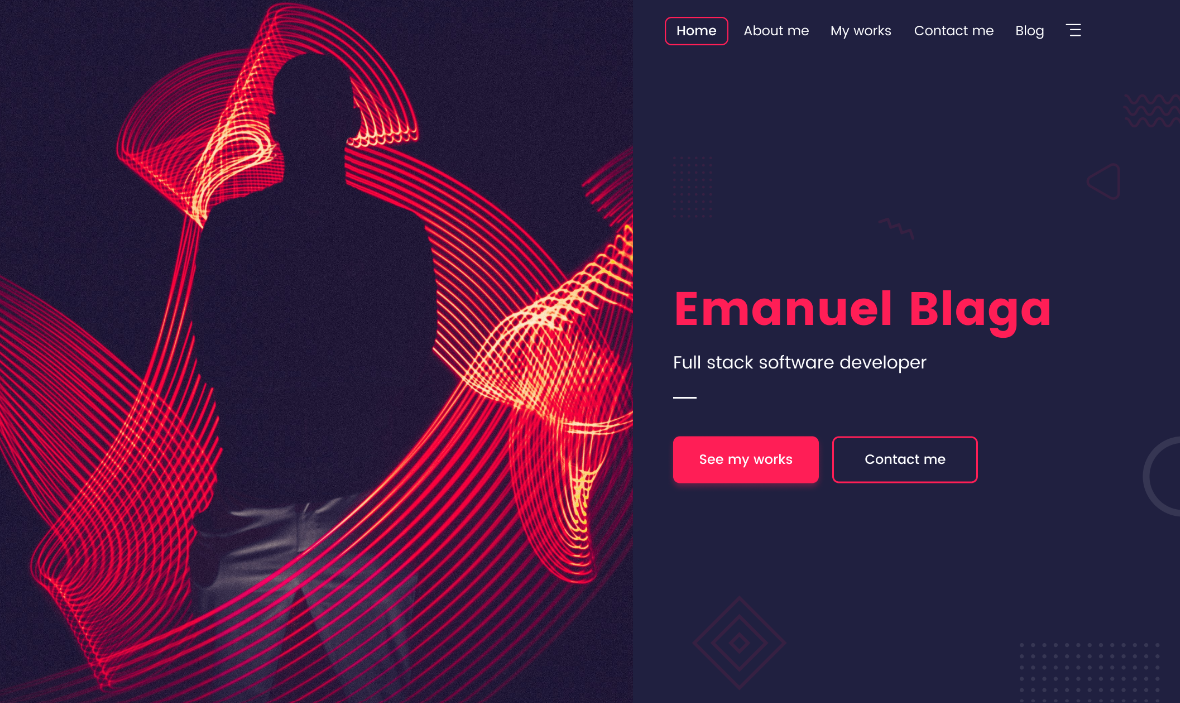 Home About me My works Contact me Blog
Emanuel Blaga
Full stack software developer
See my works Contact me